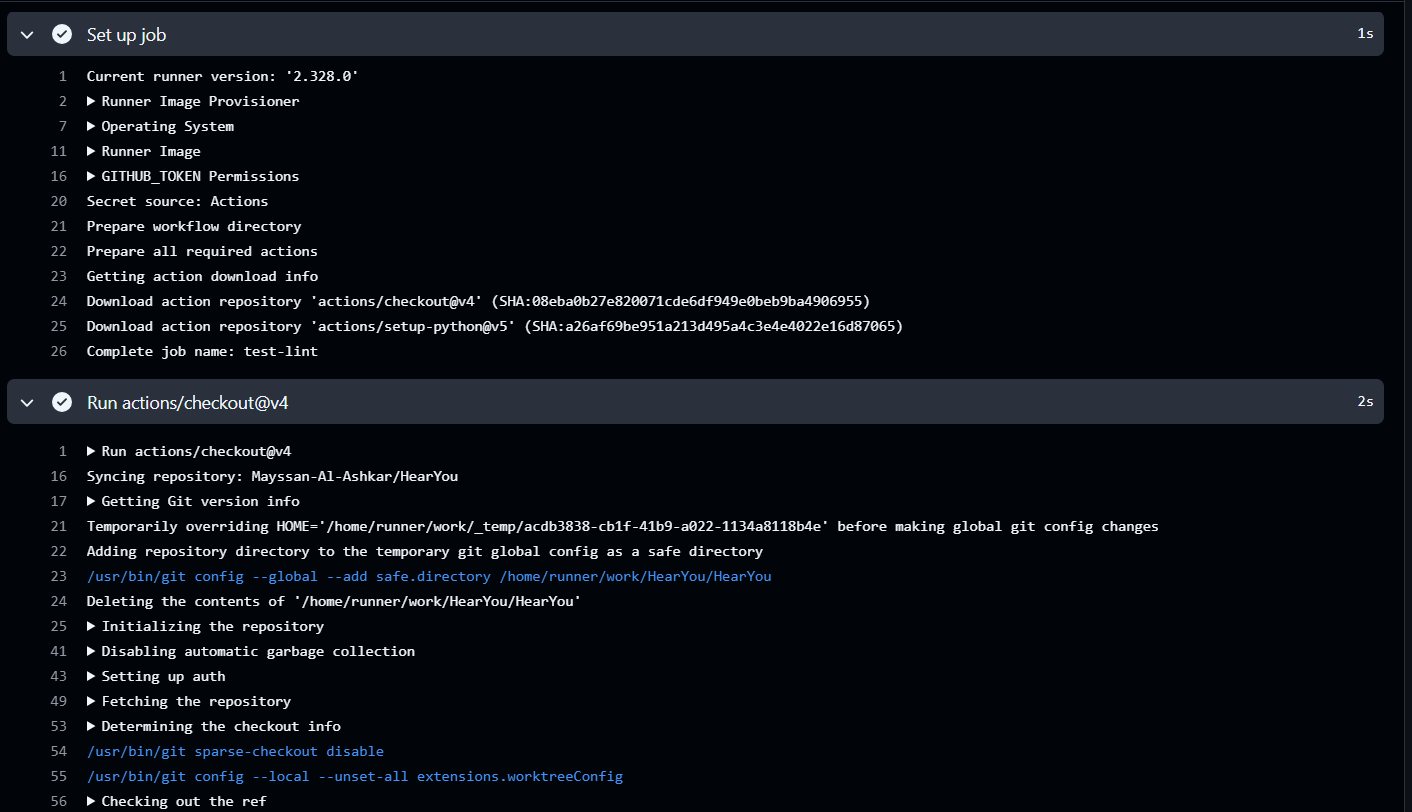 Set up job 1s
1 Current runner version: '2.328.0'
2 ▶ Runner Image Provisioner
7 ▶ Operating System
11 ▶ Runner Image
16 ▶ GITHUB_TOKEN Permissions
20 Secret source: Actions
21 Prepare workflow directory
22 Prepare all required actions
23 Getting action download info
24 Download action repository 'actions/checkout@v4' (SHA:08eba0b27e820071cde6df949e0beb9ba4906955)
25 Download action repository 'actions/setup-python@v5' (SHA:a26af69be951a213d495a4c3e4e4022e16d87065)
26 Complete job name: test-lint
Run actions/checkout@v4 2s
1 ▶ Run actions/checkout@v4
16 Syncing repository: Mayssan-Al-Ashkar/HearYou
17 ▶ Getting Git version info
21 Temporarily overriding HOME='/home/runner/work/_temp/acdb3838-cb1f-41b9-a022-1134a8118b4e' before making global git config changes
22 Adding repository directory to the temporary git global config as a safe directory
23 /usr/bin/git config --global --add safe.directory /home/runner/work/HearYou/HearYou
24 Deleting the contents of '/home/runner/work/HearYou/HearYou'
25 ▶ Initializing the repository
41 ▶ Disabling automatic garbage collection
43 ▶ Setting up auth
49 ▶ Fetching the repository
53 ▶ Determining the checkout info
54 /usr/bin/git sparse-checkout disable
55 /usr/bin/git config --local --unset-all extensions.worktreeConfig
56 ▶ Checking out the ref